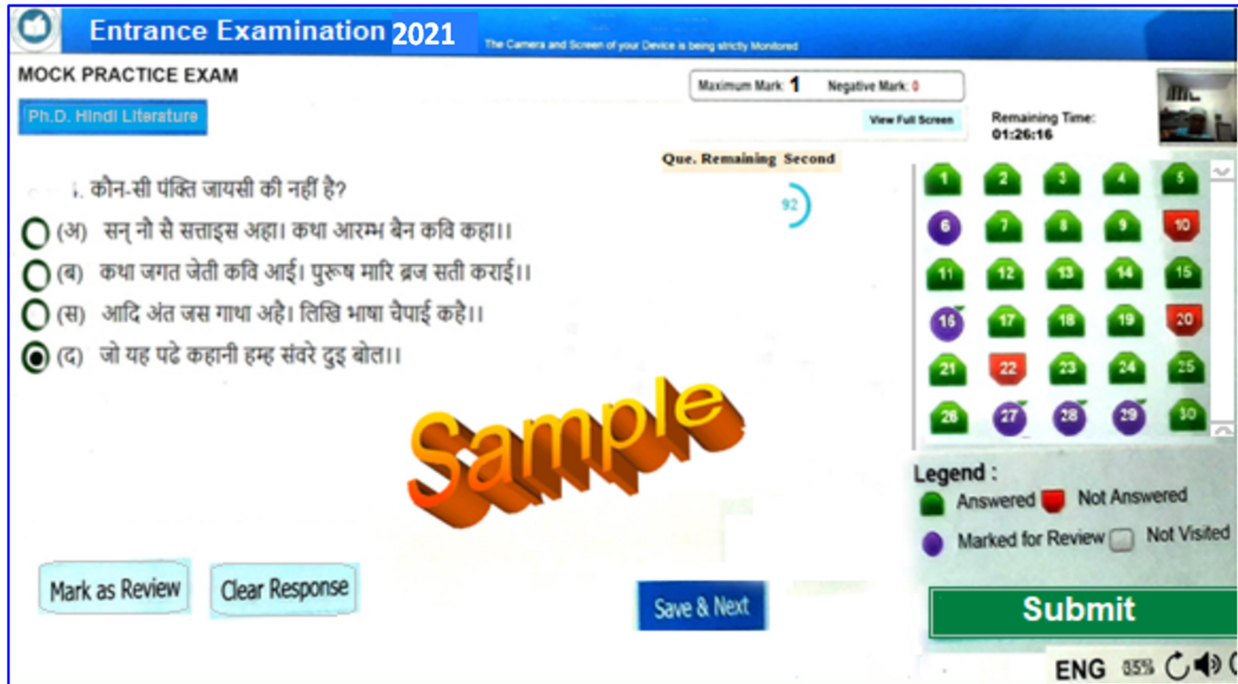 Entrance Examination 2021
The Camera and Screen of your Device is being strictly Monitored
MOCK PRACTICE EXAM
Maximum Mark: 1 Negative Mark: 0
Ph.D. Hindi Literature
View Full Screen
Remaining Time:
01:26:16
Que. Remaining Second
92
. कौन-सी पंक्ति जायसी की नहीं है?
(अ) सन् नौ सै सत्ताइस अहा। कथा आरम्भ बैन कवि कहा।।
(ब) कथा जगत जेती कवि आई। पुरूष मारि ब्रज सती कराई।।
(स) आदि अंत जस गाथा अहै। लिखि भाषा चैपाई कहै।।
(द) जो यह पढे कहानी हम्ह संवरे दुइ बोल।।
Sample
1 2 3 4 5
6 7 8 9 10
11 12 13 14 15
16 17 18 19 20
21 22 23 24 25
26 27 28 29 30
Legend :
Answered Not Answered
Marked for Review Not Visited
Mark as Review Clear Response
Save & Next
Submit
ENG